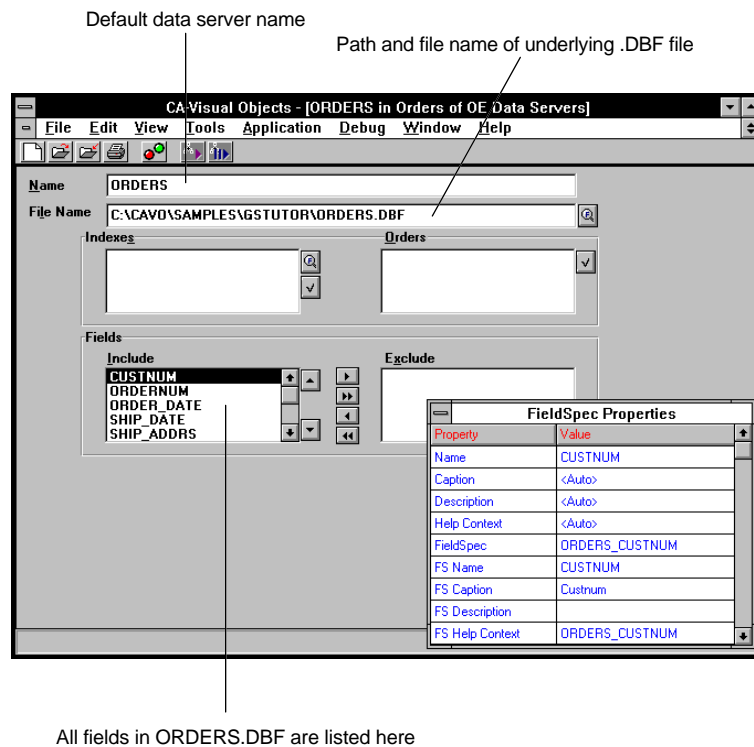 Default data server name
Path and file name of underlying .DBF file
CA-Visual Objects - [ORDERS in Orders of OE Data Servers]
File Edit View Tools Application Debug Window Help
Name ORDERS
File Name C:\CAVO\SAMPLES\GSTUTOR\ORDERS.DBF
Indexes Orders
Fields
Include Exclude
CUSTNUM
ORDERNUM
ORDER_DATE
SHIP_DATE
SHIP_ADDRS
FieldSpec Properties
Property Value
Name CUSTNUM
Caption <Auto>
Description <Auto>
Help Context <Auto>
FieldSpec ORDERS_CUSTNUM
FS Name CUSTNUM
FS Caption Custnum
FS Description
FS Help Context ORDERS_CUSTNUM
All fields in ORDERS.DBF are listed here